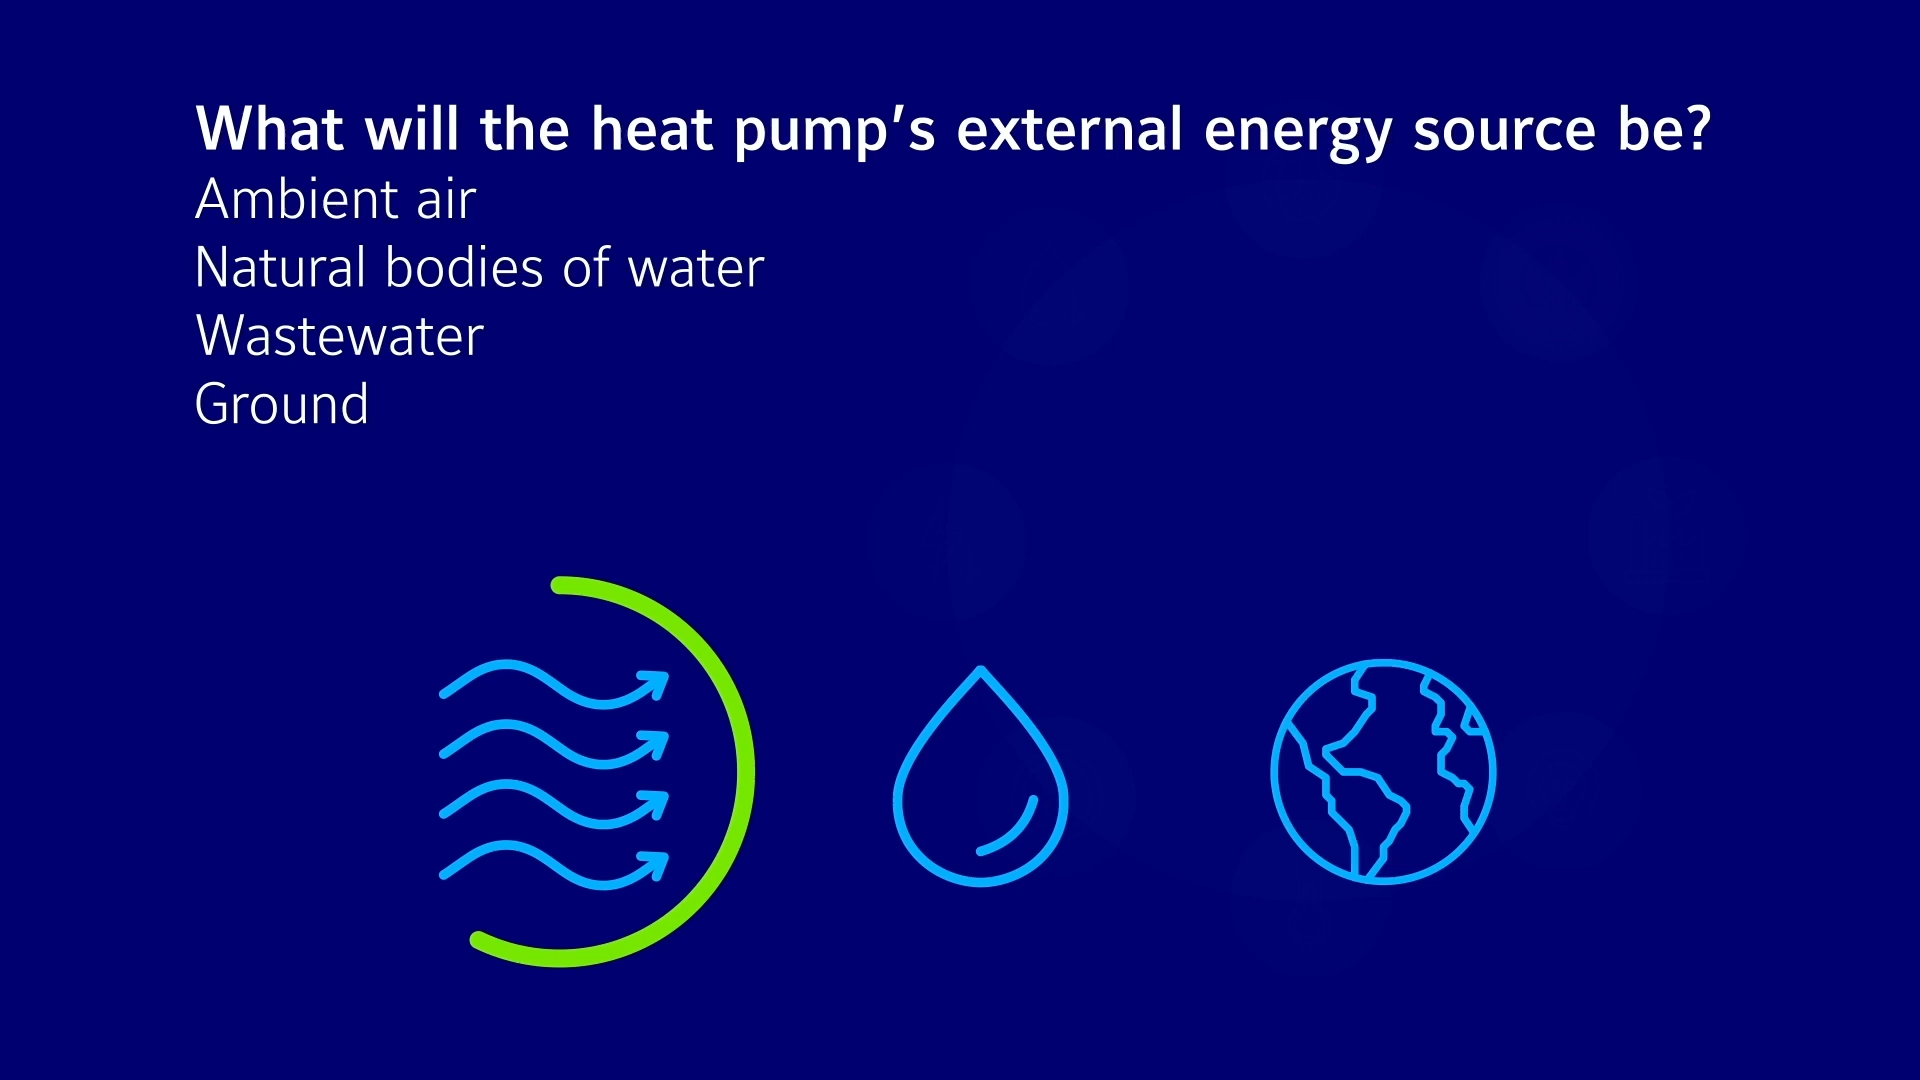 What will the heat pump’s external energy source be?
Ambient air
Natural bodies of water
Wastewater
Ground